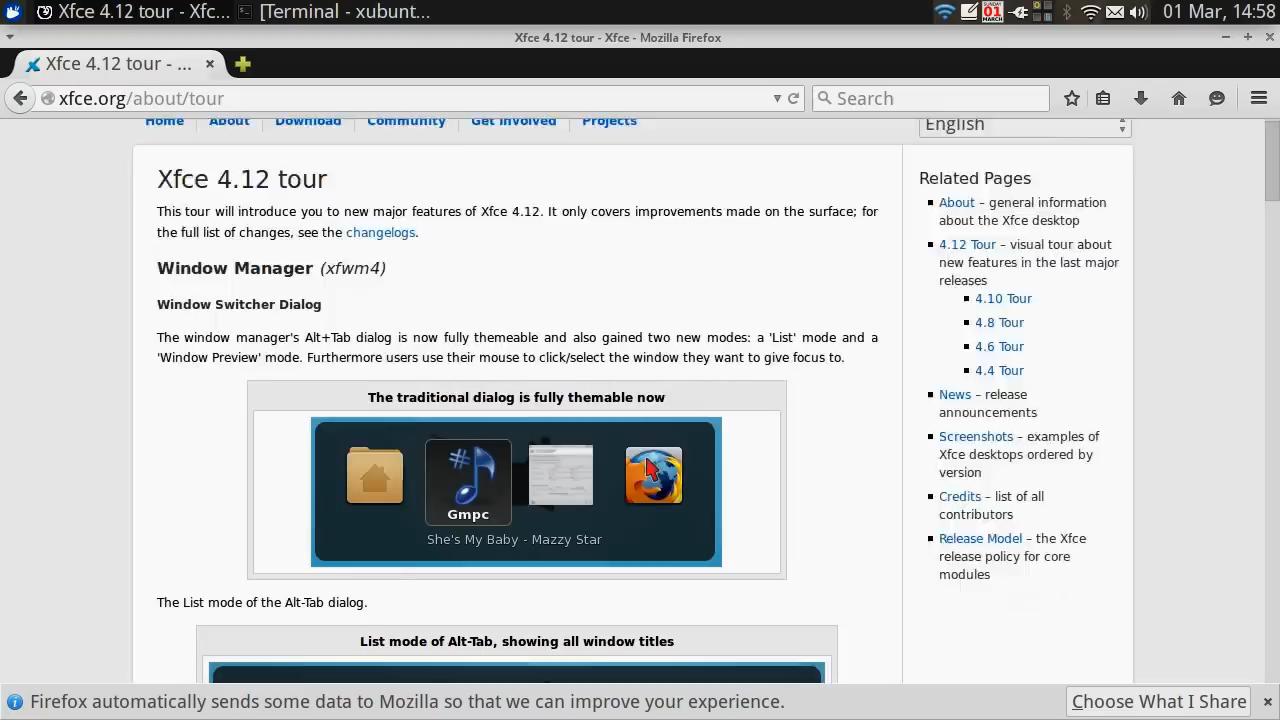 Xfce 4.12 tour - Xfc... [Terminal - xubunt... 01 Mar, 14:58
Xfce 4.12 tour - Xfce - Mozilla Firefox
Xfce 4.12 tour - ...
xfce.org/about/tour Search
Home About Download Community Get Involved Projects English
Xfce 4.12 tour
This tour will introduce you to new major features of Xfce 4.12. It only covers improvements made on the surface; for
the full list of changes, see the changelogs.
Window Manager (xfwm4)
Window Switcher Dialog
The window manager's Alt+Tab dialog is now fully themeable and also gained two new modes: a 'List' mode and a
'Window Preview' mode. Furthermore users use their mouse to click/select the window they want to give focus to.
The traditional dialog is fully themable now
Gmpc
She's My Baby - Mazzy Star
The List mode of the Alt-Tab dialog.
List mode of Alt-Tab, showing all window titles
Related Pages
About – general information
about the Xfce desktop
4.12 Tour – visual tour about
new features in the last major
releases
4.10 Tour
4.8 Tour
4.6 Tour
4.4 Tour
News – release
announcements
Screenshots – examples of
Xfce desktops ordered by
version
Credits – list of all
contributors
Release Model – the Xfce
release policy for core
modules
Firefox automatically sends some data to Mozilla so that we can improve your experience. Choose What I Share